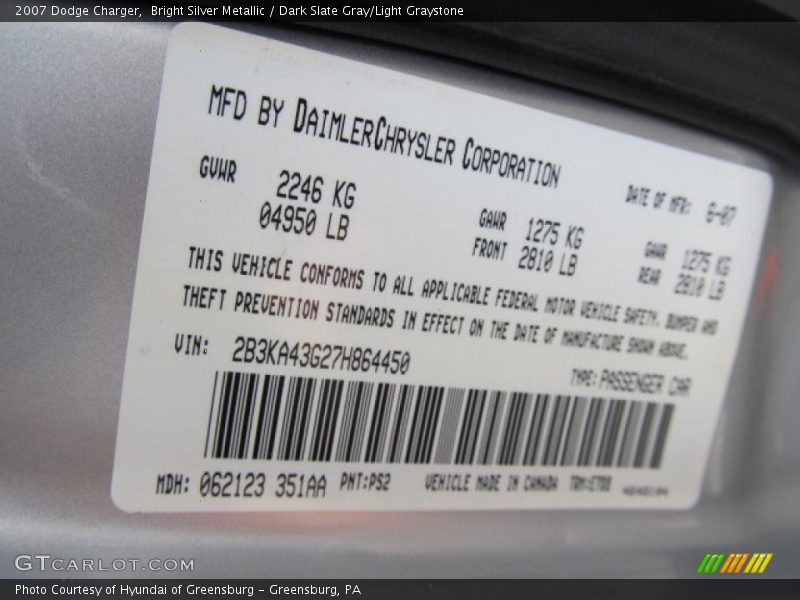 2007 Dodge Charger, Bright Silver Metallic / Dark Slate Gray/Light Graystone
MFD BY DAIMLERCHRYSLER CORPORATION
DATE OF MFR: 6-07
GVWR 2246 KG
04950 LB
GAWR 1275 KG
FRONT 2810 LB
GAWR 1275 KG
REAR 2810 LB
THIS VEHICLE CONFORMS TO ALL APPLICABLE FEDERAL MOTOR VEHICLE SAFETY, BUMPER AND
THEFT PREVENTION STANDARDS IN EFFECT ON THE DATE OF MANUFACTURE SHOWN ABOVE.
VIN: 2B3KA43G27H864450
TYPE: PASSENGER CAR
MDH: 062123 351AA PNT:PS2 VEHICLE MADE IN CANADA
GTCARLOT.COM
Photo Courtesy of Hyundai of Greensburg - Greensburg, PA